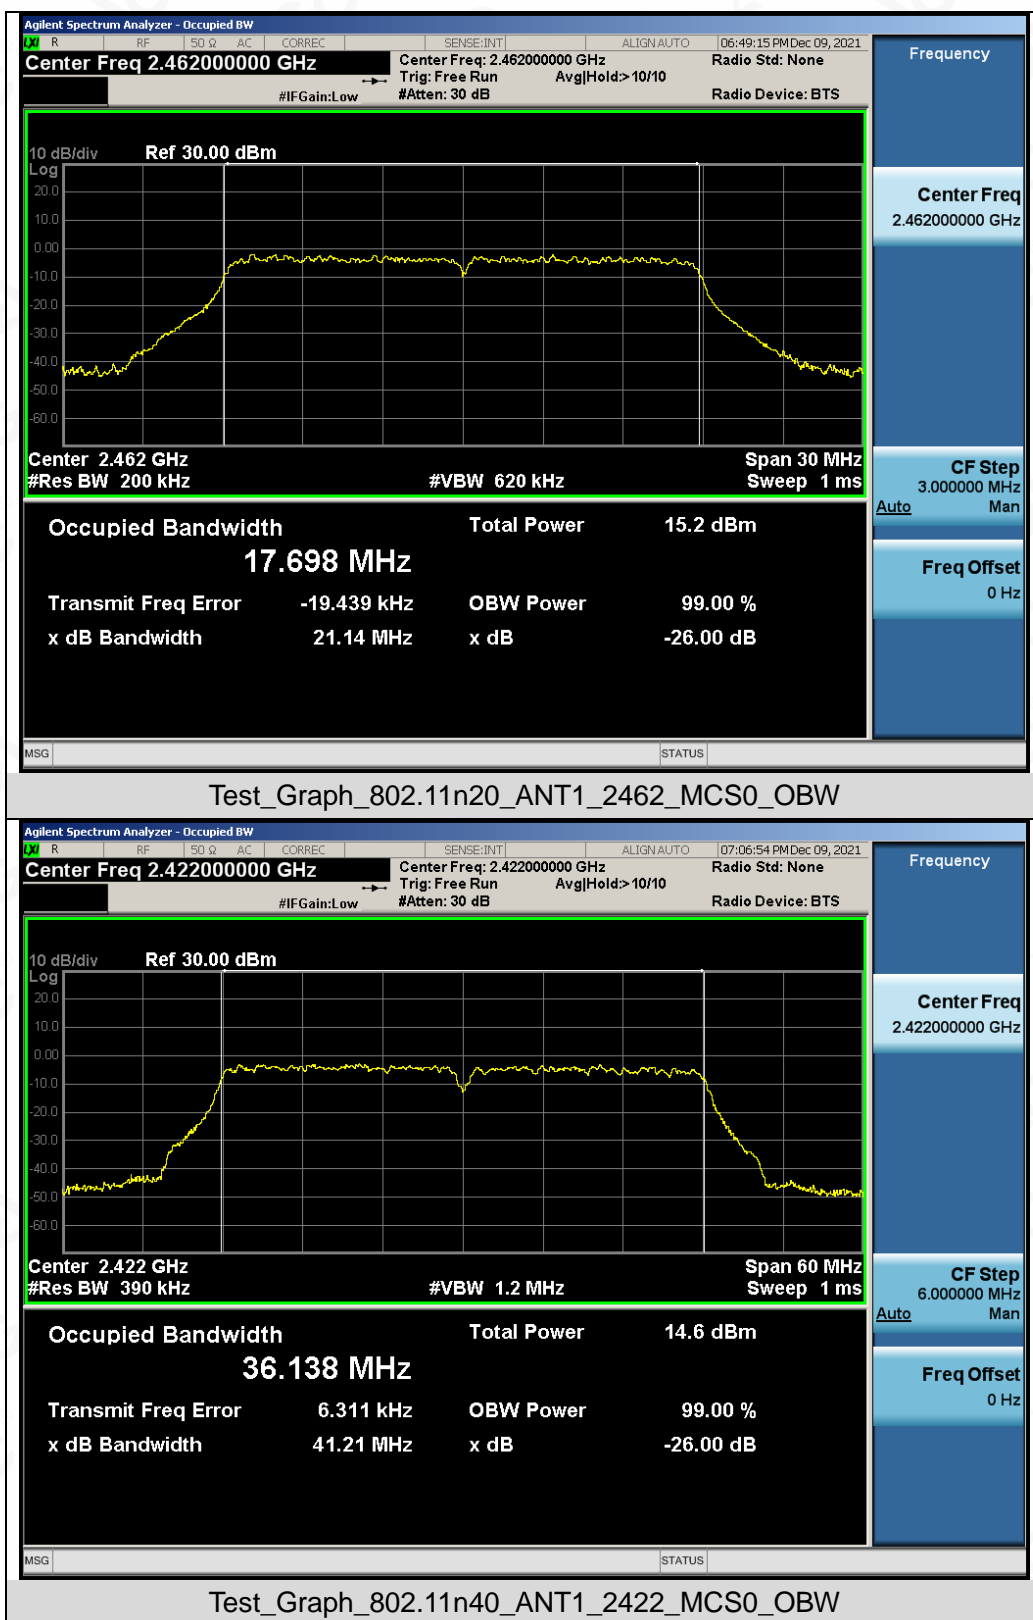 Agilent Spectrum Analyzer - Occupied BW
LXI R RF 50 Ω AC CORREC SENSE:INT ALIGN AUTO 06:49:15 PM Dec 09, 2021
Center Freq 2.462000000 GHz
Center Freq: 2.462000000 GHz
Radio Std: None
Trig: Free Run Avg|Hold:> 10/10
#IFGain:Low #Atten: 30 dB Radio Device: BTS
Frequency
10 dB/div Ref 30.00 dBm
Log
20.0
10.0
0.00
-10.0
-20.0
-30.0
-40.0
-50.0
-60.0
Center Freq
2.462000000 GHz
Center 2.462 GHz Span 30 MHz
#Res BW 200 kHz #VBW 620 kHz Sweep 1 ms
CF Step
3.000000 MHz
Auto Man
Occupied Bandwidth Total Power 15.2 dBm
17.698 MHz
Transmit Freq Error -19.439 kHz OBW Power 99.00 %
x dB Bandwidth 21.14 MHz x dB -26.00 dB
Freq Offset
0 Hz
MSG STATUS
Test_Graph_802.11n20_ANT1_2462_MCS0_OBW
Agilent Spectrum Analyzer - Occupied BW
LXI R RF 50 Ω AC CORREC SENSE:INT ALIGN AUTO 07:06:54 PM Dec 09, 2021
Center Freq 2.422000000 GHz
Center Freq: 2.422000000 GHz
Radio Std: None
Trig: Free Run Avg|Hold:> 10/10
#IFGain:Low #Atten: 30 dB Radio Device: BTS
Frequency
10 dB/div Ref 30.00 dBm
Log
20.0
10.0
0.00
-10.0
-20.0
-30.0
-40.0
-50.0
-60.0
Center Freq
2.422000000 GHz
Center 2.422 GHz Span 60 MHz
#Res BW 390 kHz #VBW 1.2 MHz Sweep 1 ms
CF Step
6.000000 MHz
Auto Man
Occupied Bandwidth Total Power 14.6 dBm
36.138 MHz
Transmit Freq Error 6.311 kHz OBW Power 99.00 %
x dB Bandwidth 41.21 MHz x dB -26.00 dB
Freq Offset
0 Hz
MSG STATUS
Test_Graph_802.11n40_ANT1_2422_MCS0_OBW